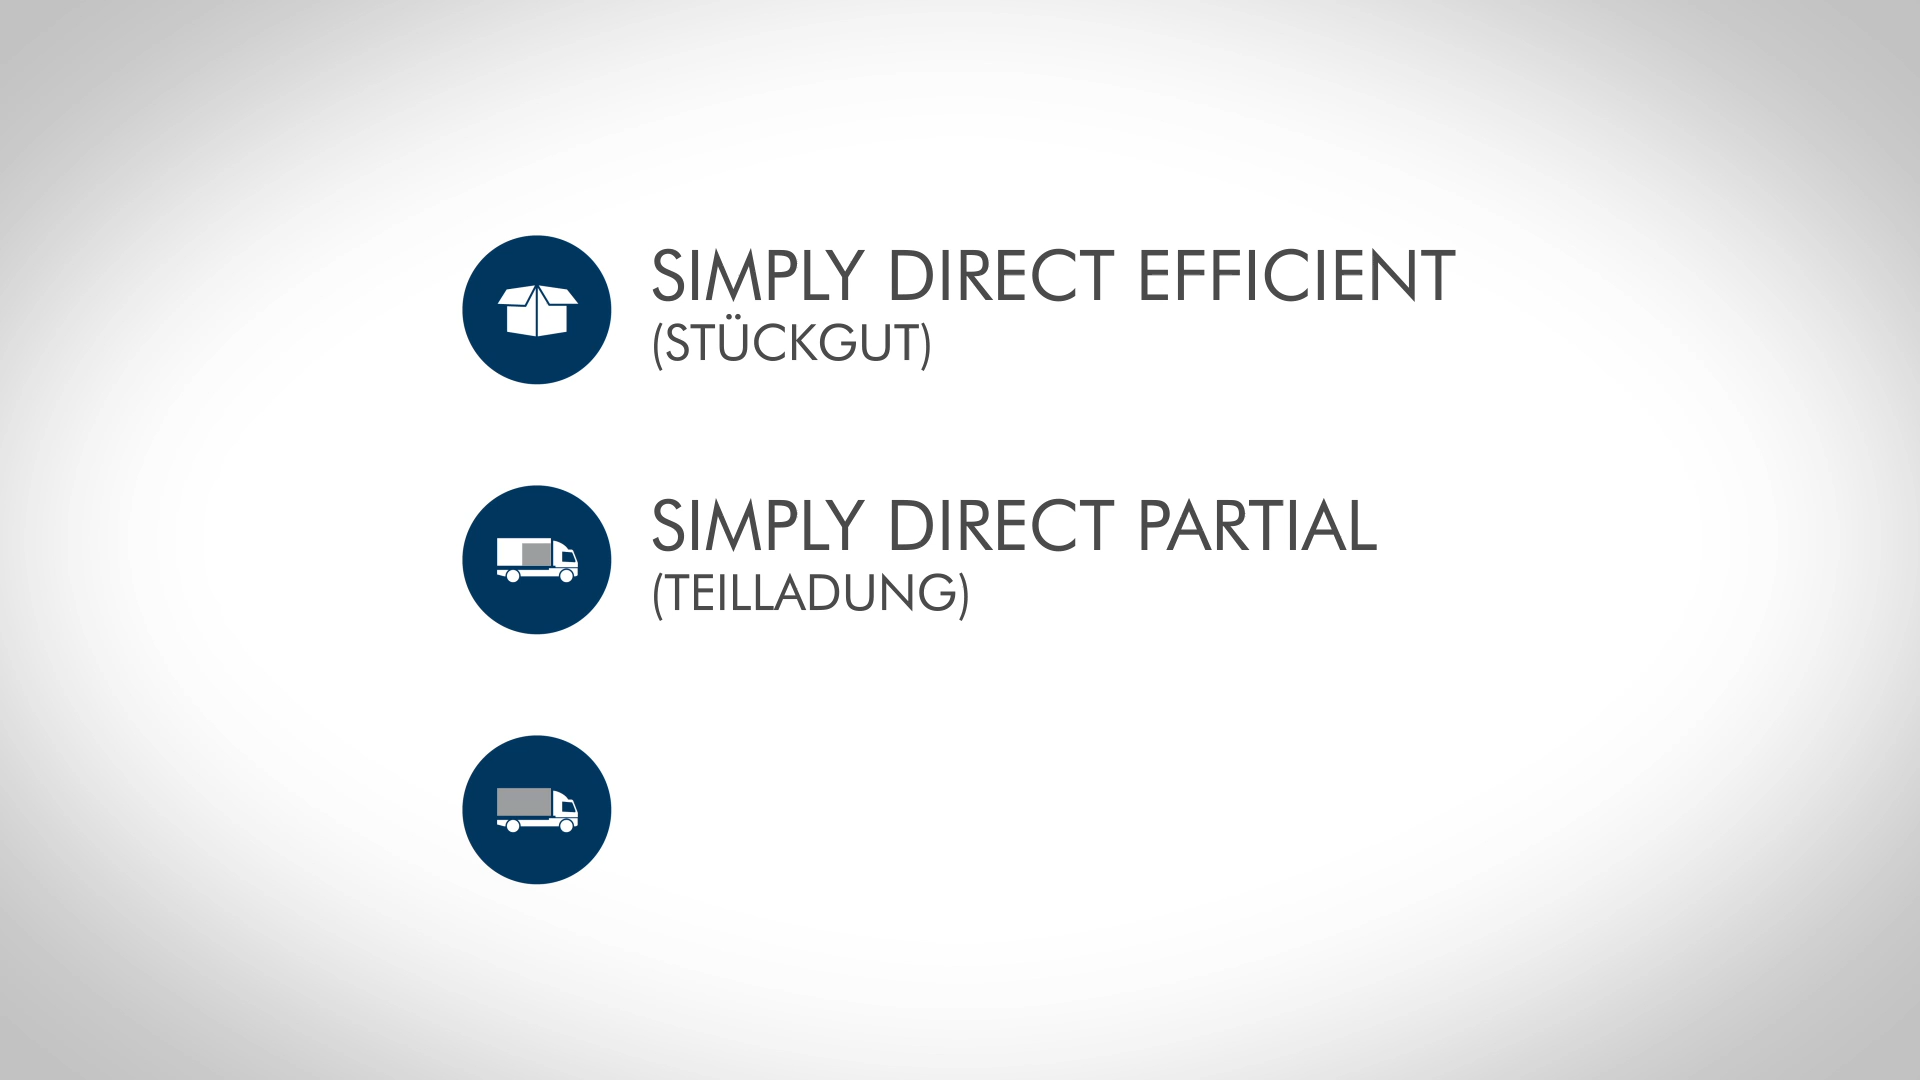 SIMPLY DIRECT EFFICIENT
(STÜCKGUT)
SIMPLY DIRECT PARTIAL
(TEILLADUNG)